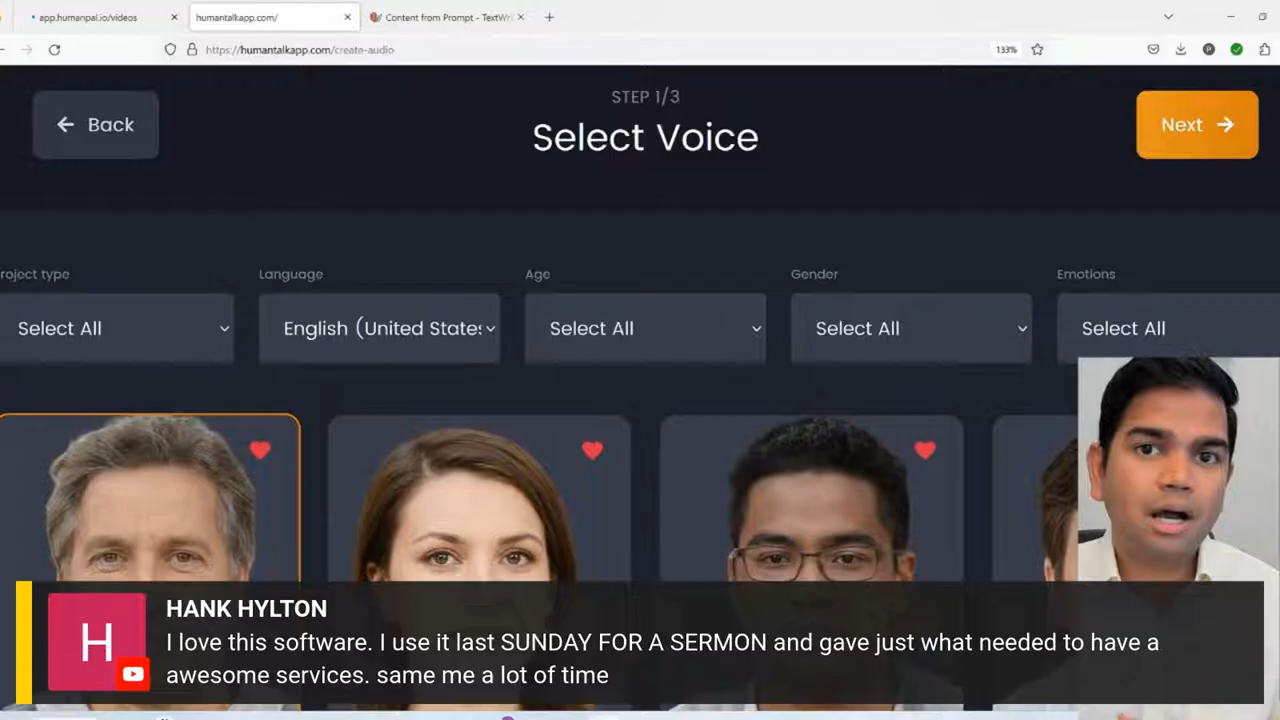 app.humanpal.io/videos
humantalkapp.com/
Content from Prompt - TextWri
https://humantalkapp.com/create-audio
133%
Back
STEP 1/3
Select Voice
Next
roject type
Language
Age
Gender
Emotions
Select All
English (United States
Select All
Select All
Select All
H
HANK HYLTON
I love this software. I use it last SUNDAY FOR A SERMON and gave just what needed to have a
awesome services. same me a lot of time